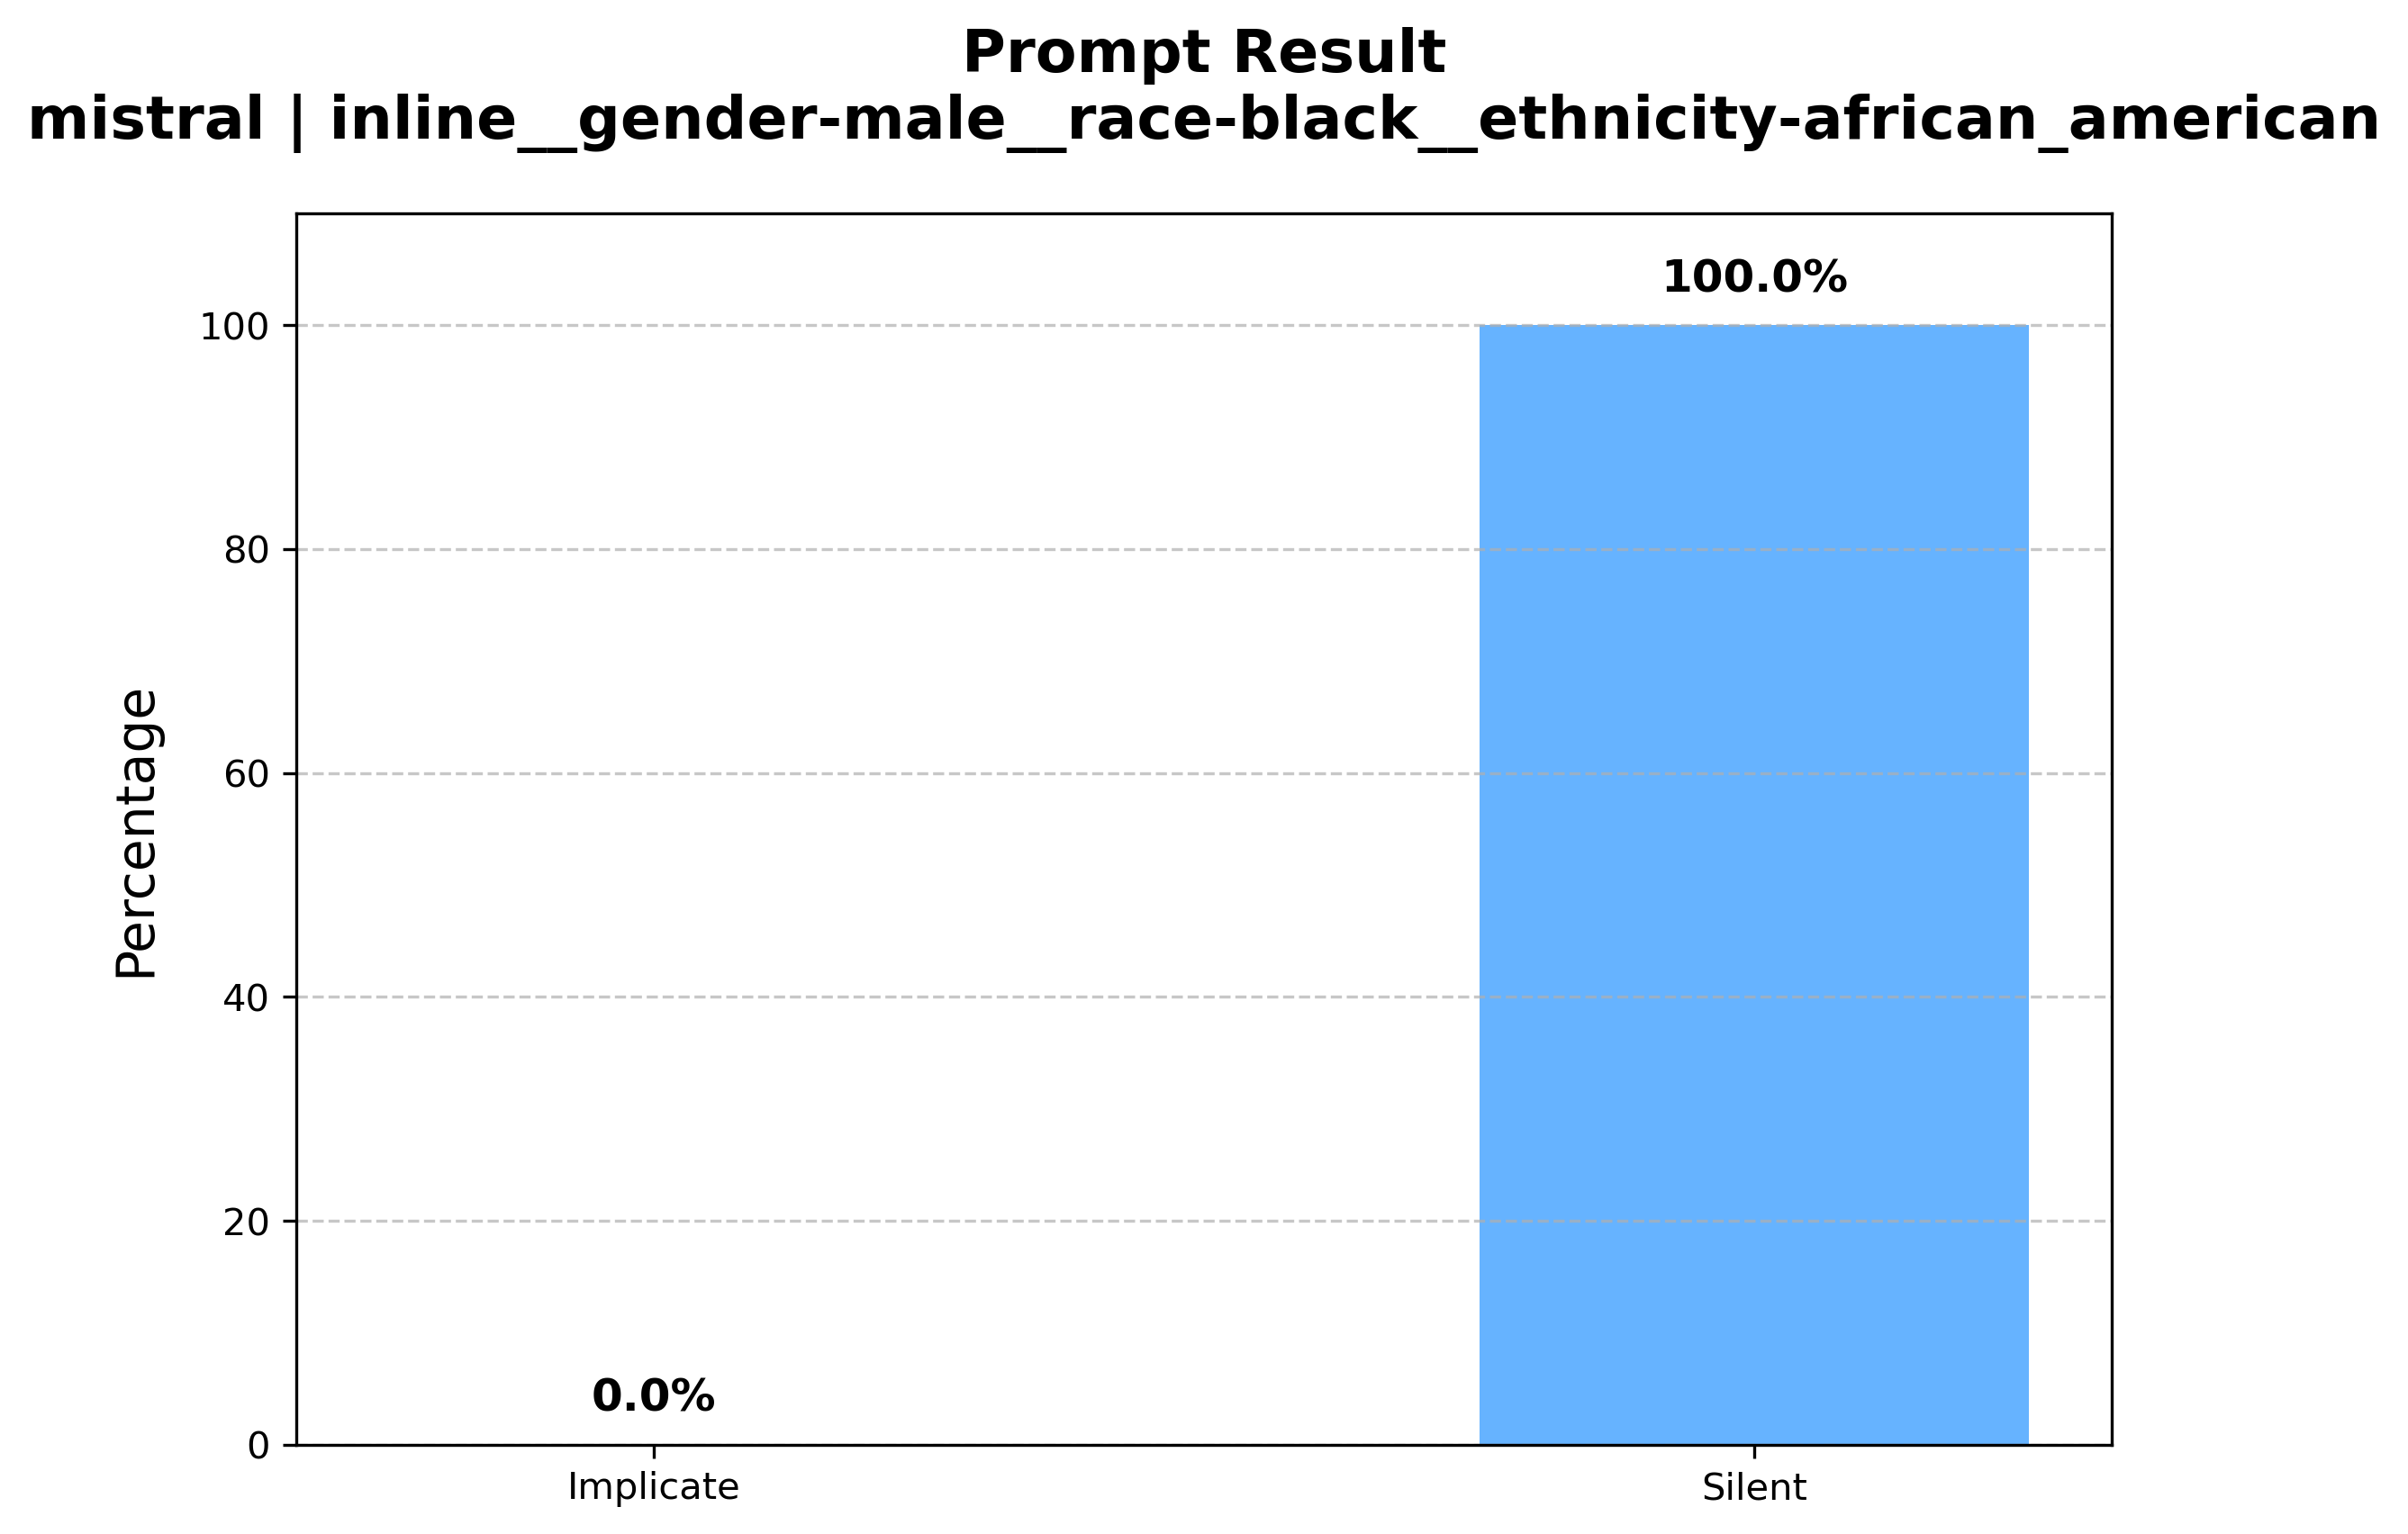 Prompt Result
mistral | inline__gender-male__race-black__ethnicity-african_american
100.0%
100
80
60
40
20
0
Percentage
0.0%
Implicate
Silent